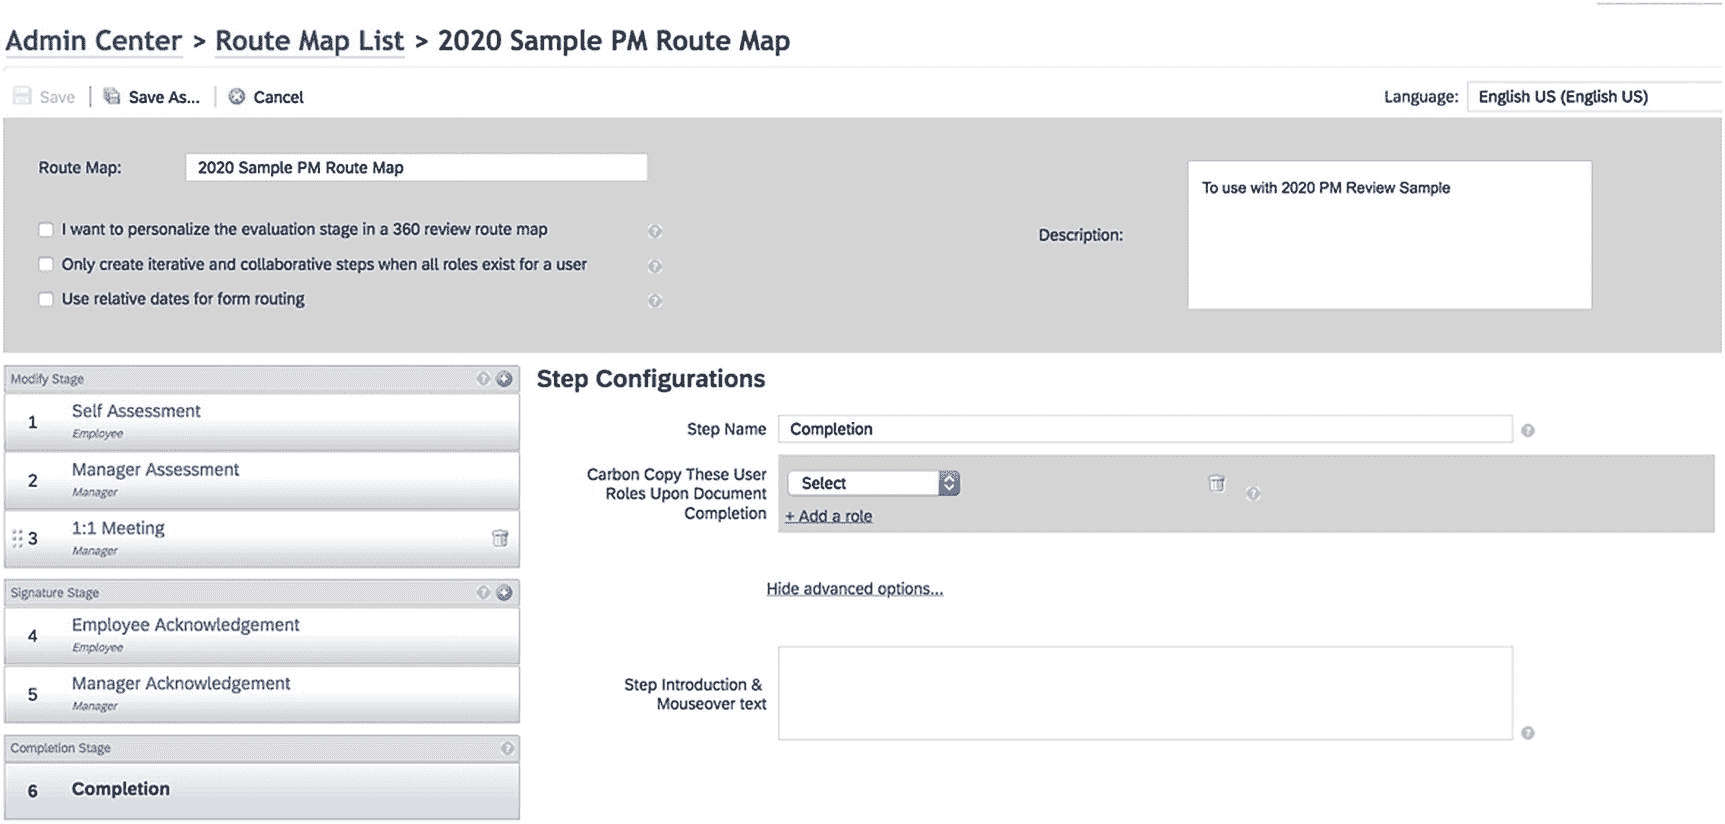 Admin Center > Route Map List > 2020 Sample PM Route Map
Save | Save As... | Cancel
Language: English US (English US)
Route Map: 2020 Sample PM Route Map
I want to personalize the evaluation stage in a 360 review route map
Only create iterative and collaborative steps when all roles exist for a user
Use relative dates for form routing
Description: To use with 2020 PM Review Sample
Modify Stage
1 Self Assessment
Employee
2 Manager Assessment
Manager
3 1:1 Meeting
Manager
Signature Stage
4 Employee Acknowledgement
Employee
5 Manager Acknowledgement
Manager
Completion Stage
6 Completion
Step Configurations
Step Name Completion
Carbon Copy These User
Roles Upon Document
Completion
Select
+ Add a role
Hide advanced options...
Step Introduction &
Mouseover text